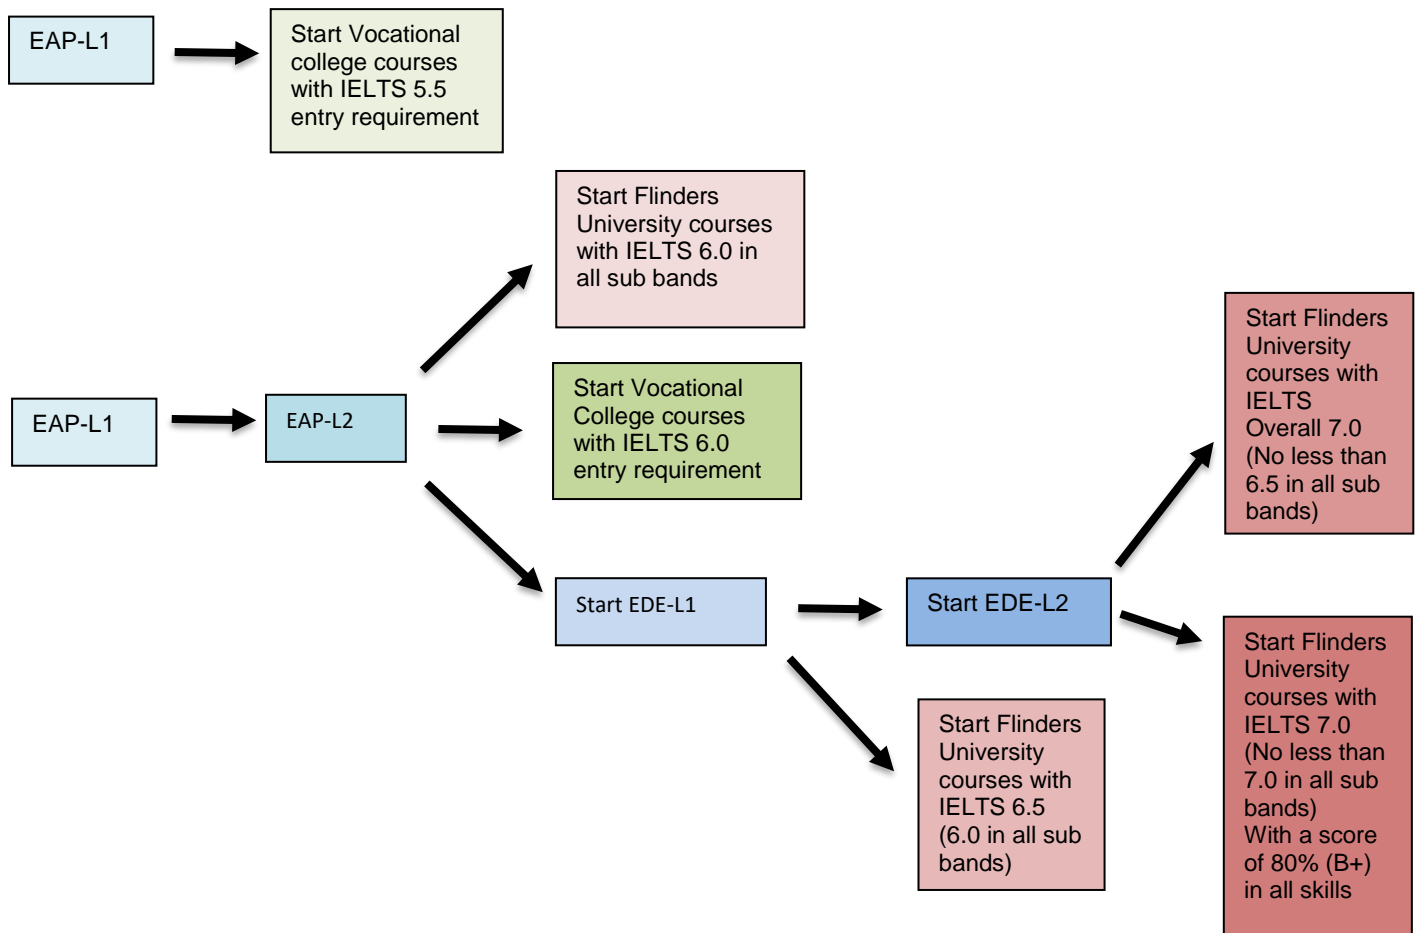 EAP-L1
Start Vocational
college courses
with IELTS 5.5
entry requirement
Start Flinders
University courses
with IELTS 6.0 in
all sub bands
EAP-L1
EAP-L2
Start Vocational
College courses
with IELTS 6.0
entry requirement
Start Flinders
University
courses with
IELTS
Overall 7.0
(No less than
6.5 in all sub
bands)
Start EDE-L1
Start EDE-L2
Start Flinders
University
courses with
IELTS 6.5
(6.0 in all sub
bands)
Start Flinders
University
courses with
IELTS 7.0
(No less than
7.0 in all sub
bands)
With a score
of 80% (B+)
in all skills